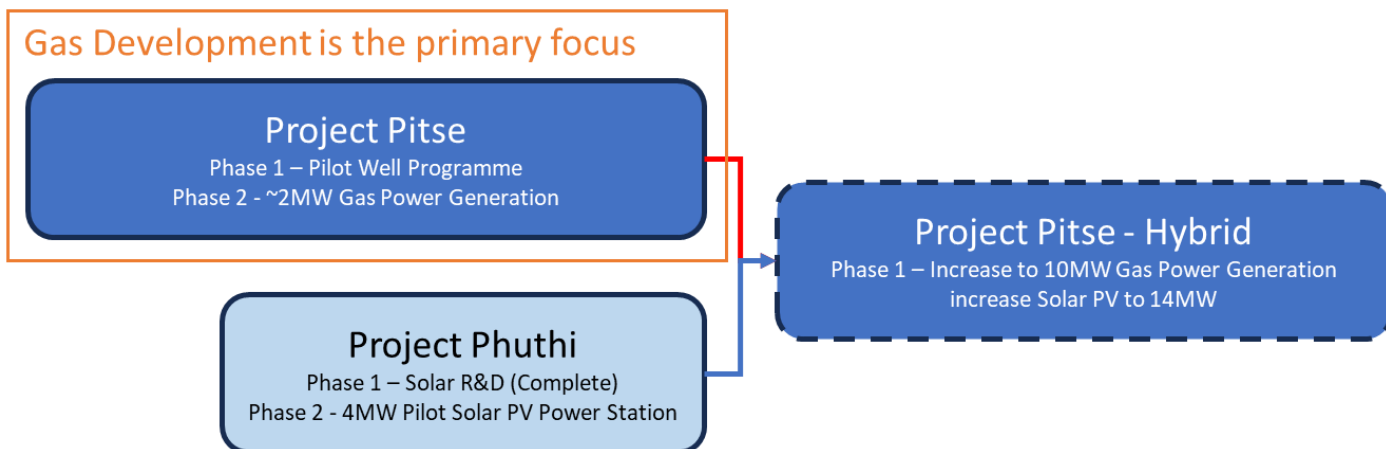 Gas Development is the primary focus
Project Pitse
Phase 1 – Pilot Well Programme
Phase 2 - ~2MW Gas Power Generation
Project Pitse - Hybrid
Phase 1 – Increase to 10MW Gas Power Generation
increase Solar PV to 14MW
Project Phuthi
Phase 1 – Solar R&D (Complete)
Phase 2 - 4MW Pilot Solar PV Power Station